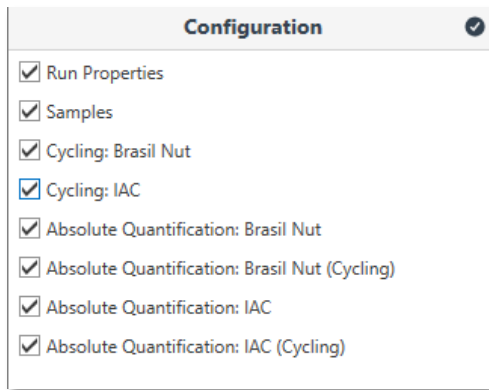 Configuration
Run Properties
Samples
Cycling: Brasil Nut
Cycling: IAC
Absolute Quantification: Brasil Nut
Absolute Quantification: Brasil Nut (Cycling)
Absolute Quantification: IAC
Absolute Quantification: IAC (Cycling)